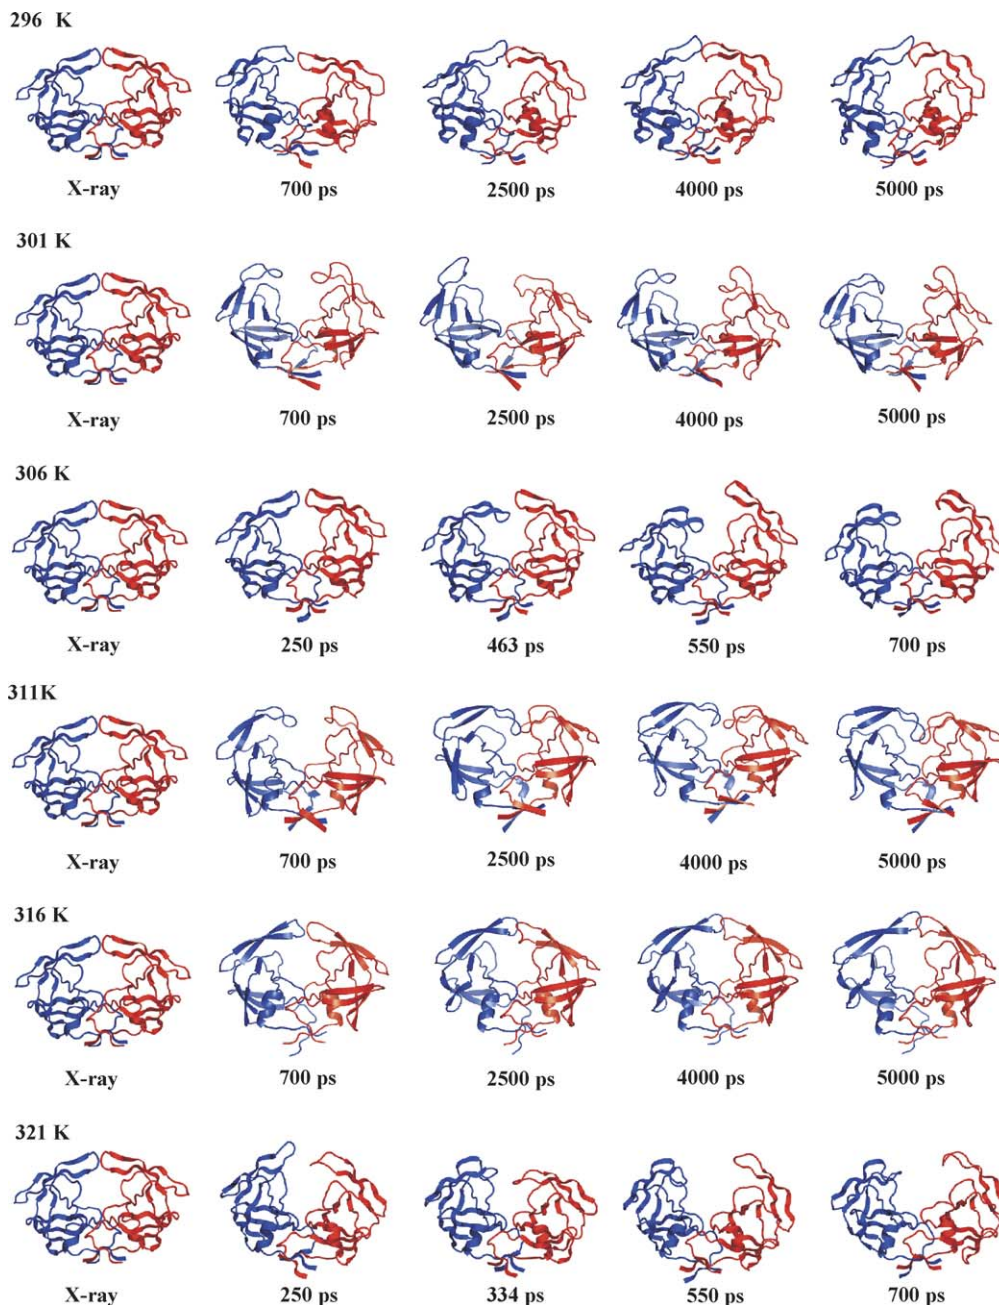 296 K
X-ray 700 ps 2500 ps 4000 ps 5000 ps
301 K
X-ray 700 ps 2500 ps 4000 ps 5000 ps
306 K
X-ray 250 ps 463 ps 550 ps 700 ps
311K
X-ray 700 ps 2500 ps 4000 ps 5000 ps
316 K
X-ray 700 ps 2500 ps 4000 ps 5000 ps
321 K
X-ray 250 ps 334 ps 550 ps 700 ps